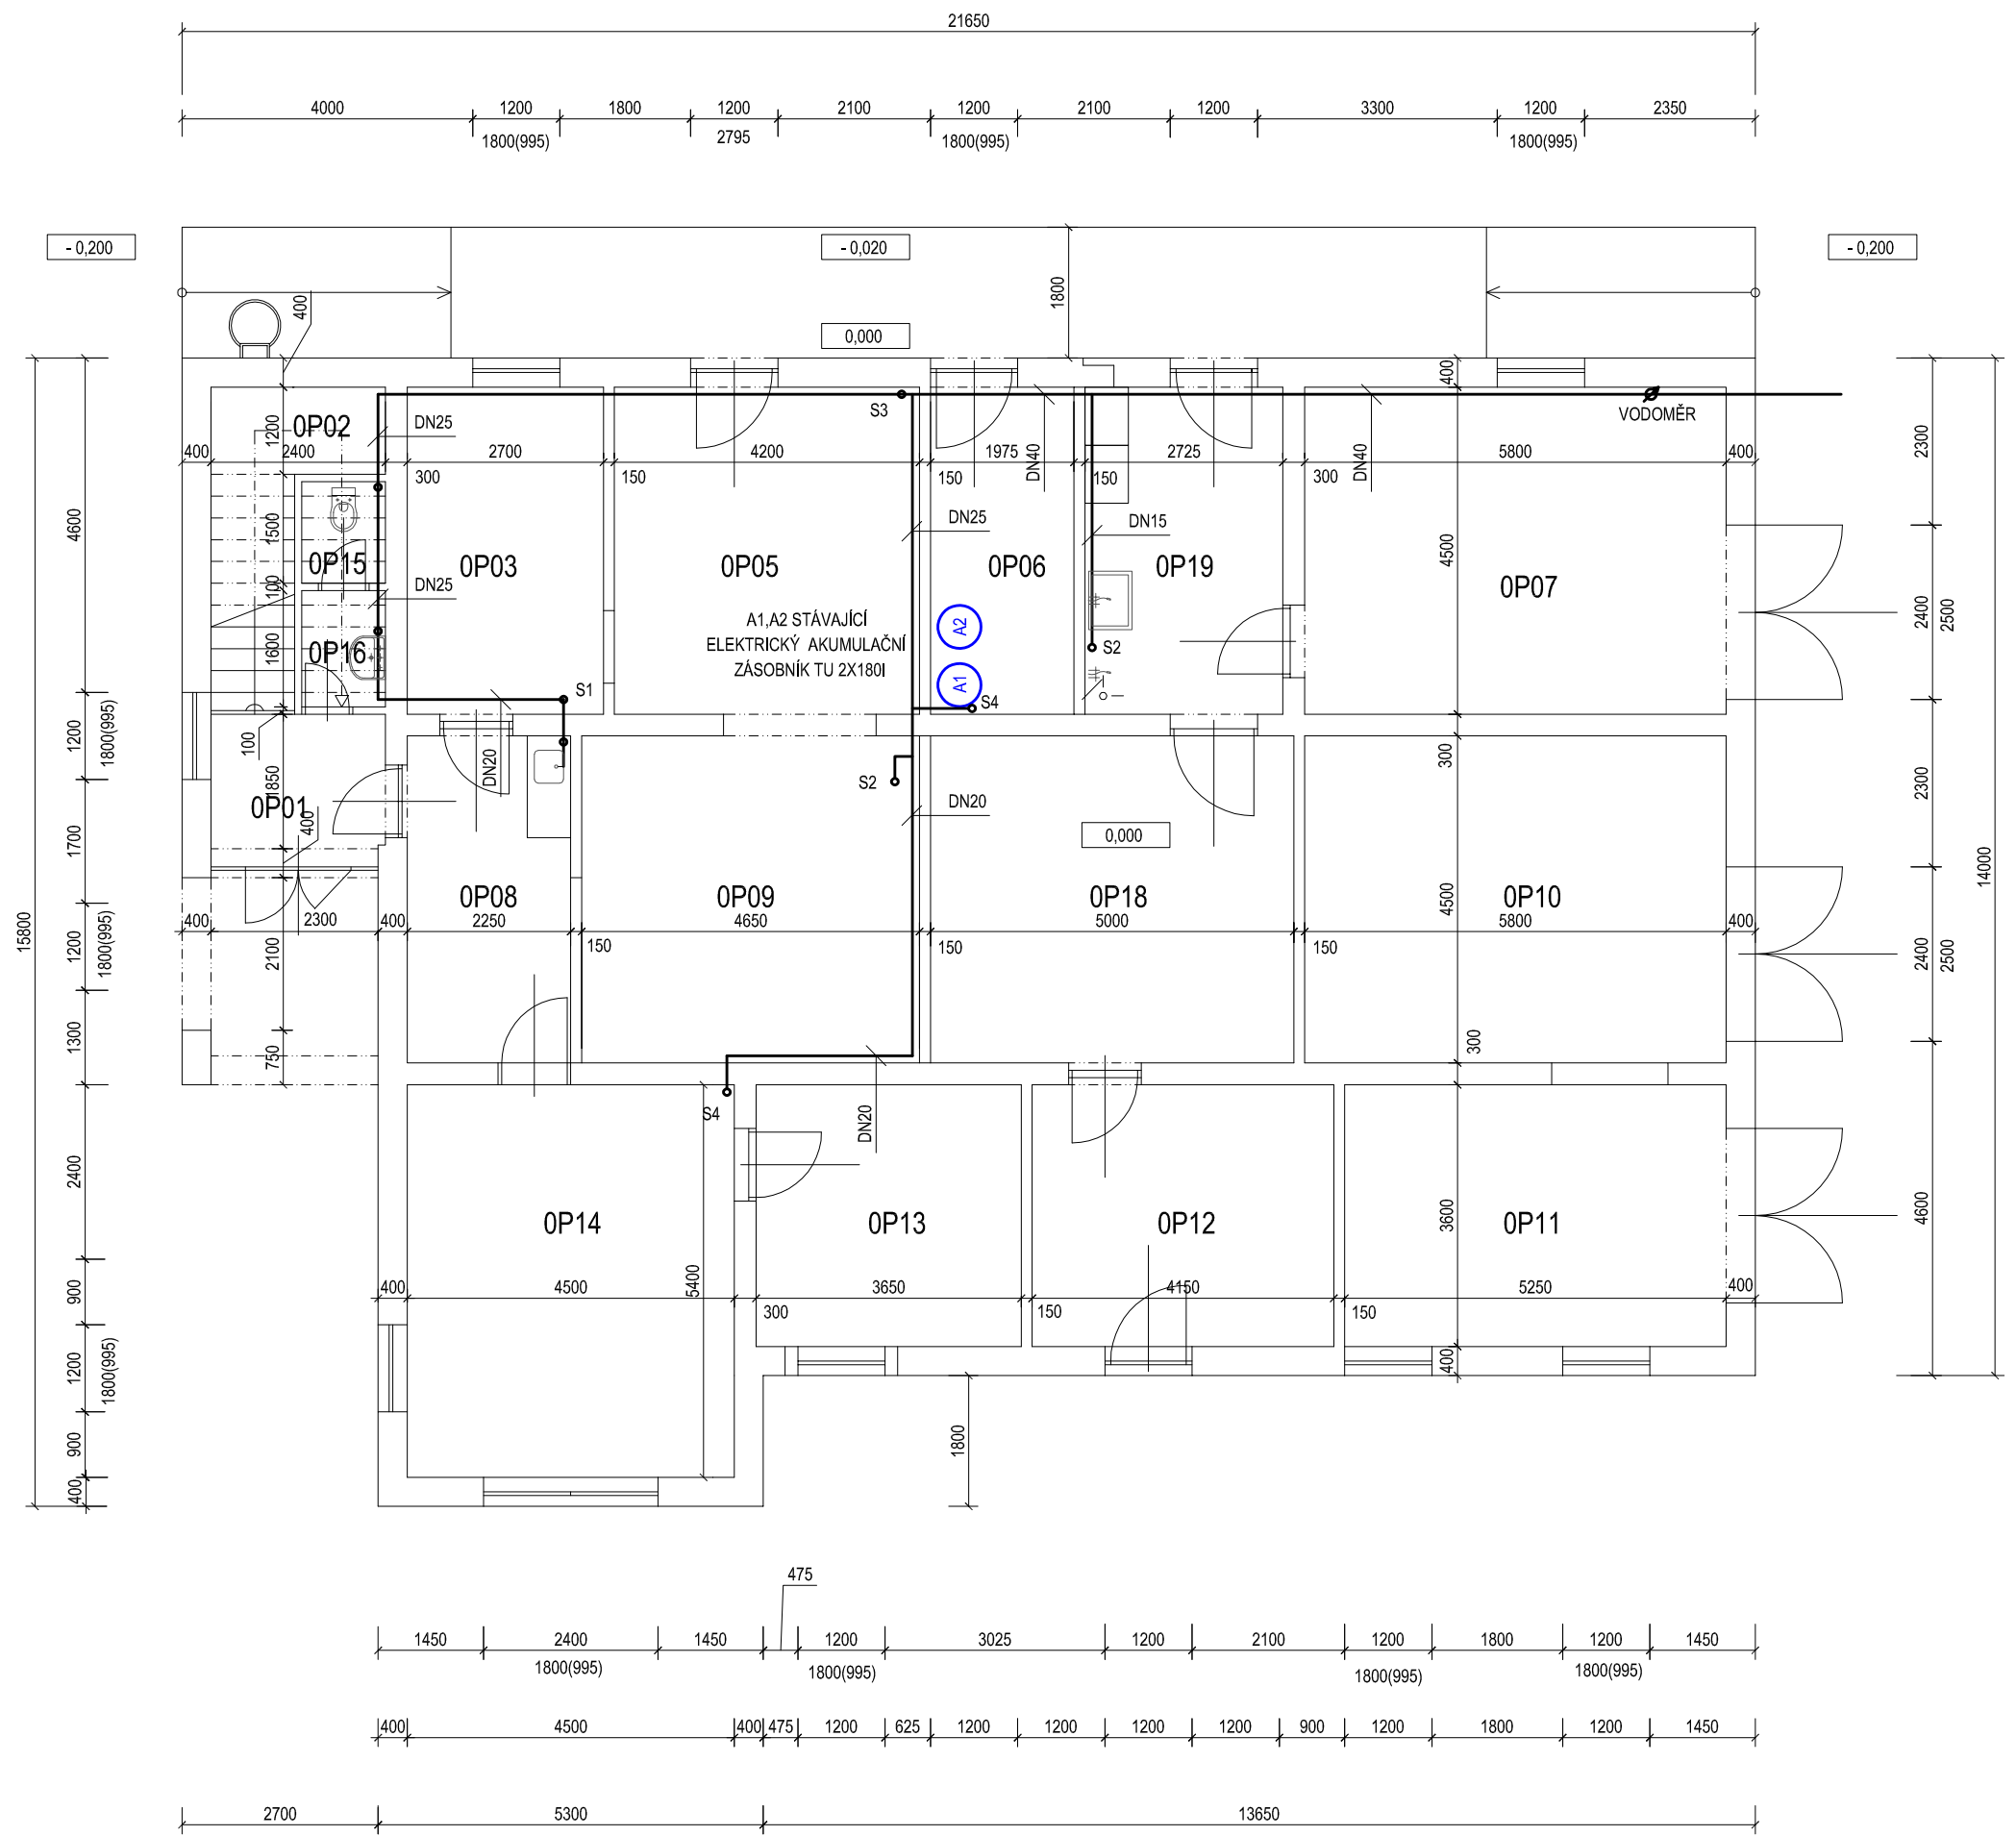 21650
4000 1200 1800 1200 2100 1200 2100 1200 3300 1200 2350
1800(995) 2795 1800(995) 1800(995)
- 0,200 - 0,020 - 0,200
400 1800
0,000
400
S3 VODOMĚR
DN25
0P02
1200
400 2400 2700 4200 1975 2725 5800 400
300 150 150 150 300
DN40 DN40
2300
4600 1500 DN25 DN15
0P15 0P03 0P05 0P06 0P19 4500 0P07
100 DN25
A1,A2 STÁVAJÍCÍ
ELEKTRICKÝ AKUMULAČNÍ
ZÁSOBNÍK TU 2X180l
A2
A1
2400 2500
1600 0P16 S2
S1 S4
1200 1800(995) 100 DN20 300
1850 S2 2300
0P01 400 DN20
1700 0,000
15800 14000
0P08 0P09 0P18 4500 0P10
400 2300 400 2250 4650 5000 5800 400
150 150 150
1200 1800(995) 2100 2400 2500
1300 750 300
S4 DN20
2400 4600
0P14 0P13 0P12 3600 0P11
900 400 4500 5400 3650 4150 5250 400
300 150 150
1200 1800(995) 400
900 1800
400
475
1450 2400 1450 1200 3025 1200 2100 1200 1800 1200 1450
1800(995) 1800(995) 1800(995) 1800(995)
400 4500 400 475 1200 625 1200 1200 1200 1200 900 1200 1800 1200 1450
2700 5300 13650